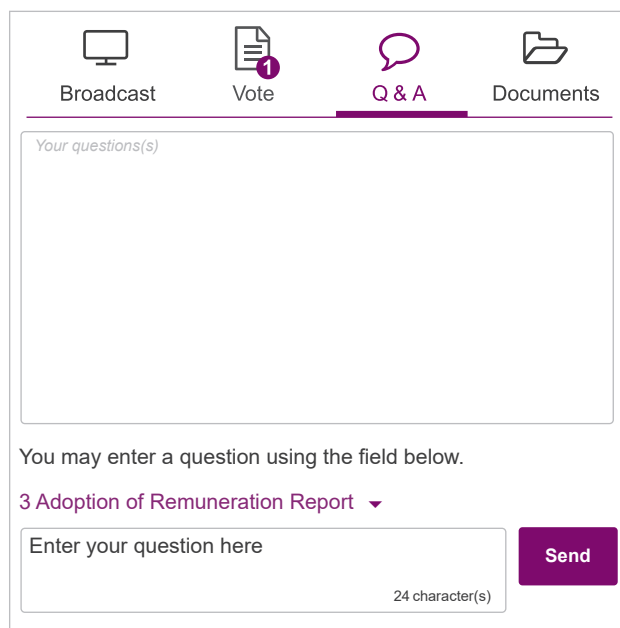 1
Broadcast Vote Q & A Documents
Your questions(s)
You may enter a question using the field below.
3 Adoption of Remuneration Report
Enter your question here
Send
24 character(s)